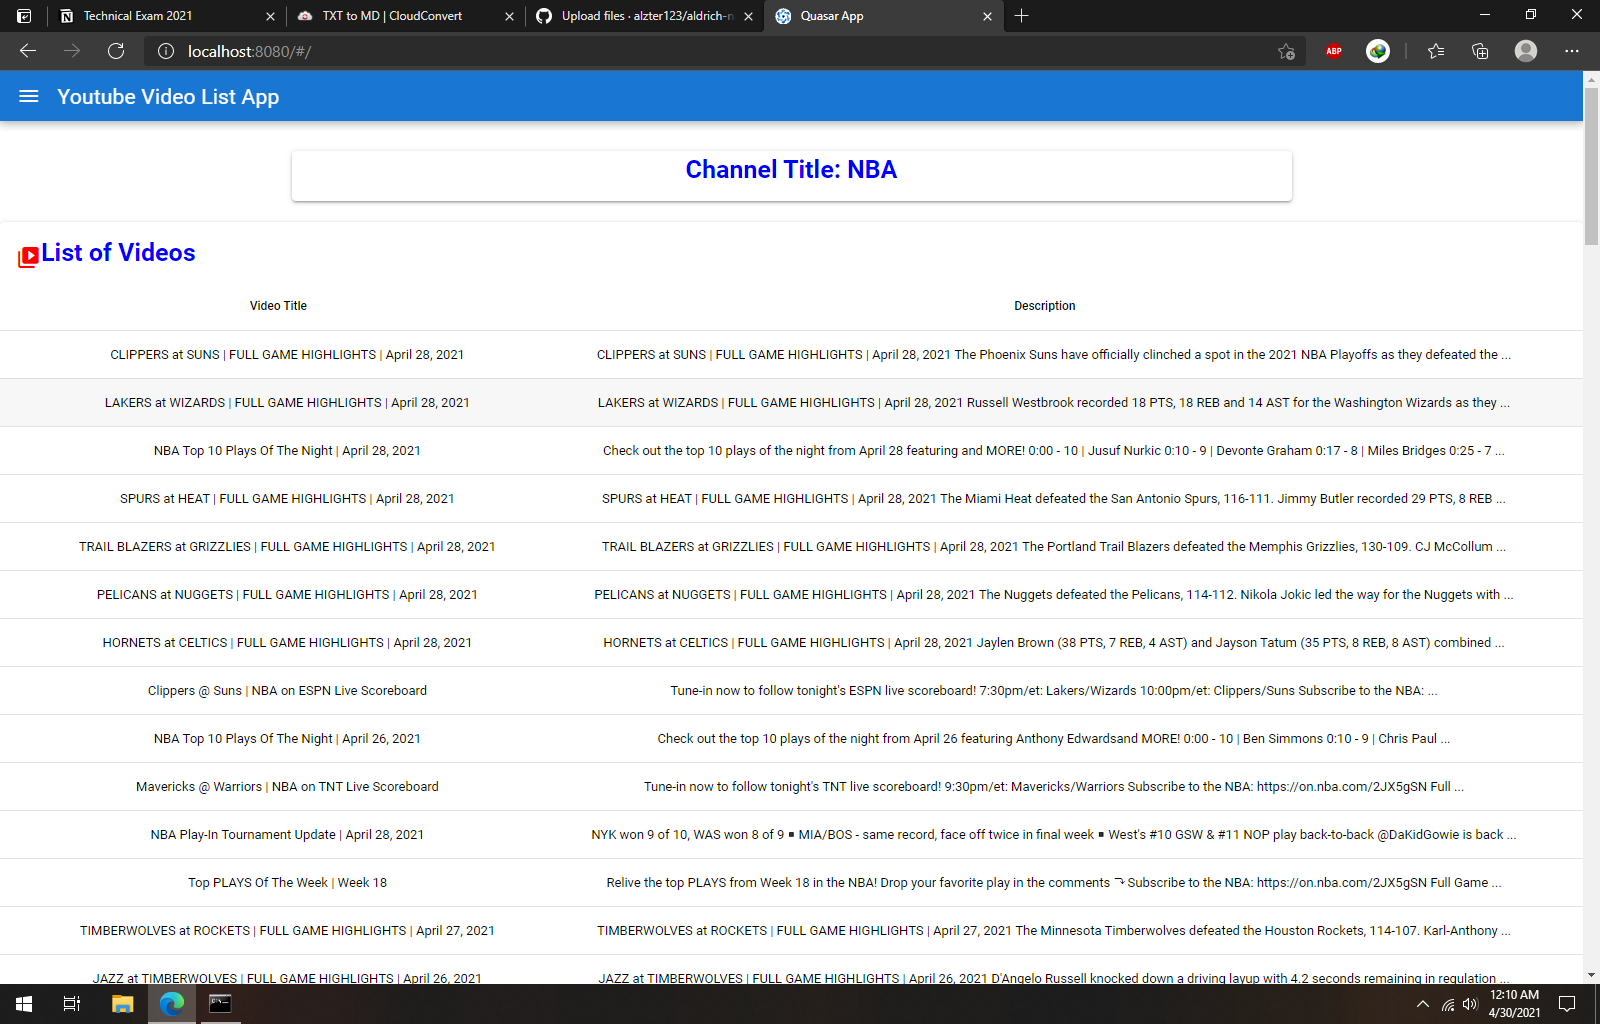 Technical Exam 2021
TXT to MD | CloudConvert
Upload files · alzter123/aldrich-n
Quasar App
localhost:8080/#/
ABP
Youtube Video List App
Channel Title: NBA
List of Videos
Video Title Description
CLIPPERS at SUNS | FULL GAME HIGHLIGHTS | April 28, 2021 CLIPPERS at SUNS | FULL GAME HIGHLIGHTS | April 28, 2021 The Phoenix Suns have officially clinched a spot in the 2021 NBA Playoffs as they defeated the ...
LAKERS at WIZARDS | FULL GAME HIGHLIGHTS | April 28, 2021 LAKERS at WIZARDS | FULL GAME HIGHLIGHTS | April 28, 2021 Russell Westbrook recorded 18 PTS, 18 REB and 14 AST for the Washington Wizards as they ...
NBA Top 10 Plays Of The Night | April 28, 2021 Check out the top 10 plays of the night from April 28 featuring and MORE! 0:00 - 10 | Jusuf Nurkic 0:10 - 9 | Devonte Graham 0:17 - 8 | Miles Bridges 0:25 - 7 ...
SPURS at HEAT | FULL GAME HIGHLIGHTS | April 28, 2021 SPURS at HEAT | FULL GAME HIGHLIGHTS | April 28, 2021 The Miami Heat defeated the San Antonio Spurs, 116-111. Jimmy Butler recorded 29 PTS, 8 REB ...
TRAIL BLAZERS at GRIZZLIES | FULL GAME HIGHLIGHTS | April 28, 2021 TRAIL BLAZERS at GRIZZLIES | FULL GAME HIGHLIGHTS | April 28, 2021 The Portland Trail Blazers defeated the Memphis Grizzlies, 130-109. CJ McCollum ...
PELICANS at NUGGETS | FULL GAME HIGHLIGHTS | April 28, 2021 PELICANS at NUGGETS | FULL GAME HIGHLIGHTS | April 28, 2021 The Nuggets defeated the Pelicans, 114-112. Nikola Jokic led the way for the Nuggets with ...
HORNETS at CELTICS | FULL GAME HIGHLIGHTS | April 28, 2021 HORNETS at CELTICS | FULL GAME HIGHLIGHTS | April 28, 2021 Jaylen Brown (38 PTS, 7 REB, 4 AST) and Jayson Tatum (35 PTS, 8 REB, 8 AST) combined ...
Clippers @ Suns | NBA on ESPN Live Scoreboard Tune-in now to follow tonight's ESPN live scoreboard! 7:30pm/et: Lakers/Wizards 10:00pm/et: Clippers/Suns Subscribe to the NBA: ...
NBA Top 10 Plays Of The Night | April 26, 2021 Check out the top 10 plays of the night from April 26 featuring Anthony Edwardsand MORE! 0:00 - 10 | Ben Simmons 0:10 - 9 | Chris Paul ...
Mavericks @ Warriors | NBA on TNT Live Scoreboard Tune-in now to follow tonight's TNT live scoreboard! 9:30pm/et: Mavericks/Warriors Subscribe to the NBA: https://on.nba.com/2JX5gSN Full ...
NBA Play-In Tournament Update | April 28, 2021 NYK won 9 of 10, WAS won 8 of 9 ▪ MIA/BOS - same record, face off twice in final week ▪ West's #10 GSW & #11 NOP play back-to-back @DaKidGowie is back ...
Top PLAYS Of The Week | Week 18 Relive the top PLAYS from Week 18 in the NBA! Drop your favorite play in the comments ⤵ Subscribe to the NBA: https://on.nba.com/2JX5gSN Full Game ...
TIMBERWOLVES at ROCKETS | FULL GAME HIGHLIGHTS | April 27, 2021 TIMBERWOLVES at ROCKETS | FULL GAME HIGHLIGHTS | April 27, 2021 The Minnesota Timberwolves defeated the Houston Rockets, 114-107. Karl-Anthony ...
JAZZ at TIMBERWOLVES | FULL GAME HIGHLIGHTS | April 26, 2021 JAZZ at TIMBERWOLVES | FULL GAME HIGHLIGHTS | April 26, 2021 D'Angelo Russell knocked down a driving layup with 4.2 seconds remaining in regulation ...
12:10 AM
4/30/2021